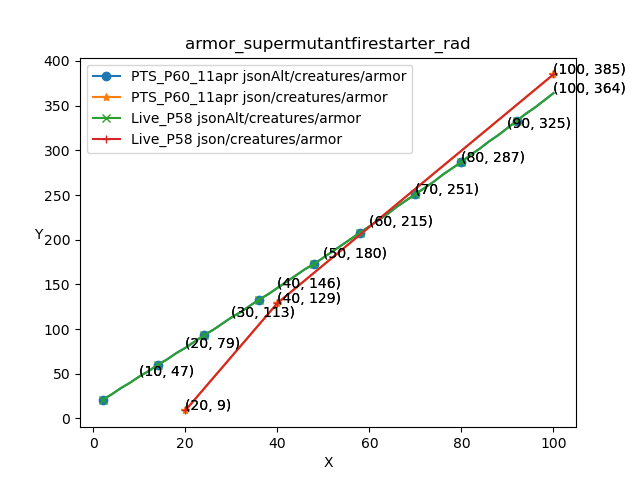 armor_supermutantfirestarter_rad
PTS_P60_11apr jsonAlt/creatures/armor
PTS_P60_11apr json/creatures/armor
Live_P58 jsonAlt/creatures/armor
Live_P58 json/creatures/armor
(100, 385)
(100, 364)
(90, 325)
(80, 287)
(70, 251)
(60, 215)
(50, 180)
(40, 146)
(40, 129)
(30, 113)
(20, 79)
(10, 47)
(20, 9)
Y
400
350
300
250
200
150
100
50
0
0 20 40 60 80 100
X